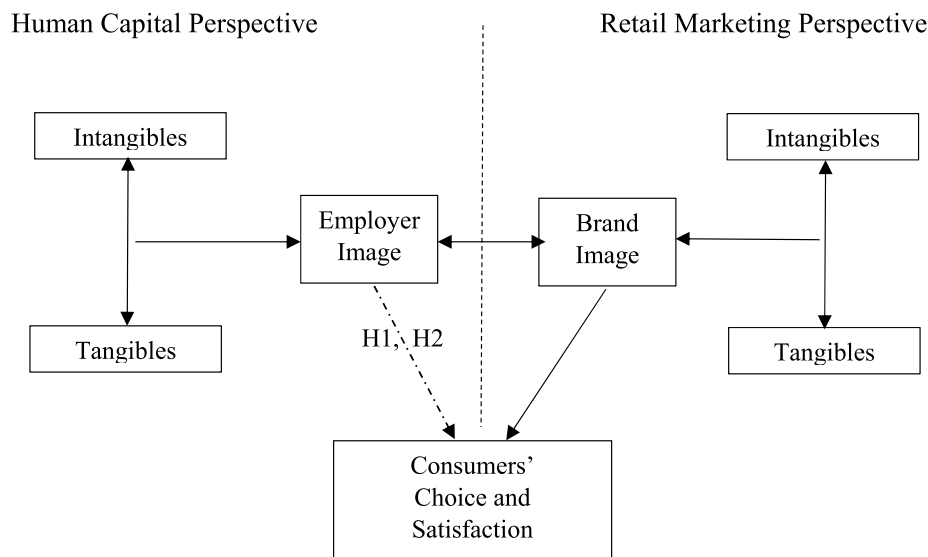 Human Capital Perspective
Retail Marketing Perspective
Intangibles
Intangibles
Employer
Image
Brand
Image
Tangibles
H1, H2
Tangibles
Consumers’
Choice and
Satisfaction